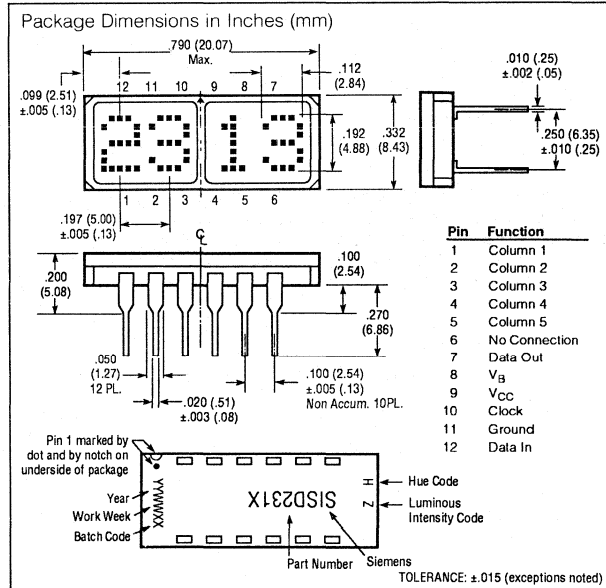 Package Dimensions in Inches (mm)
.790 (20.07)
Max.
.099 (2.51)
±.005 (.13)
12 11 10 9 8 7
.112
(2.84)
.192
(4.88)
.332
(8.43)
.010 (.25)
±.002 (.05)
.250 (6.35)
±.010 (.25)
23 13
1 2 3 4 5 6
.197 (5.00)
±.005 (.13)
℄
.200
(5.08)
.100
(2.54)
.270
(6.86)
.050
(1.27)
12 PL.
.020 (.51)
±.003 (.08)
.100 (2.54)
±.005 (.13)
Non Accum. 10PL.
Pin Function
1 Column 1
2 Column 2
3 Column 3
4 Column 4
5 Column 5
6 No Connection
7 Data Out
8 VB
9 VCC
10 Clock
11 Ground
12 Data In
Pin 1 marked by
dot and by notch on
underside of package
Year
Work Week
Batch Code
YYWWXX
SISD231X
H
Z
Hue Code
Luminous
Intensity Code
Part Number
Siemens
TOLERANCE: ±.015 (exceptions noted)